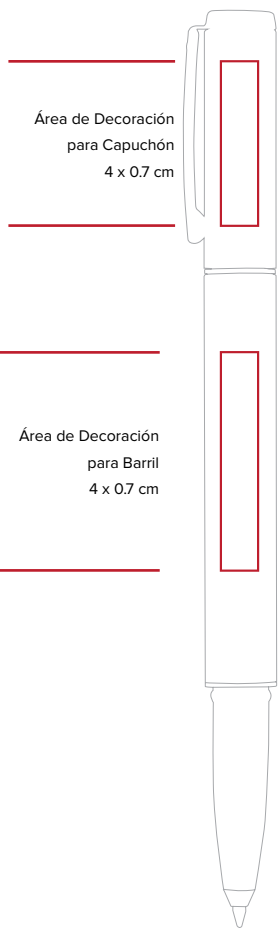 Área de Decoración
para Capuchón
4 x 0.7 cm
Área de Decoración
para Barril
4 x 0.7 cm